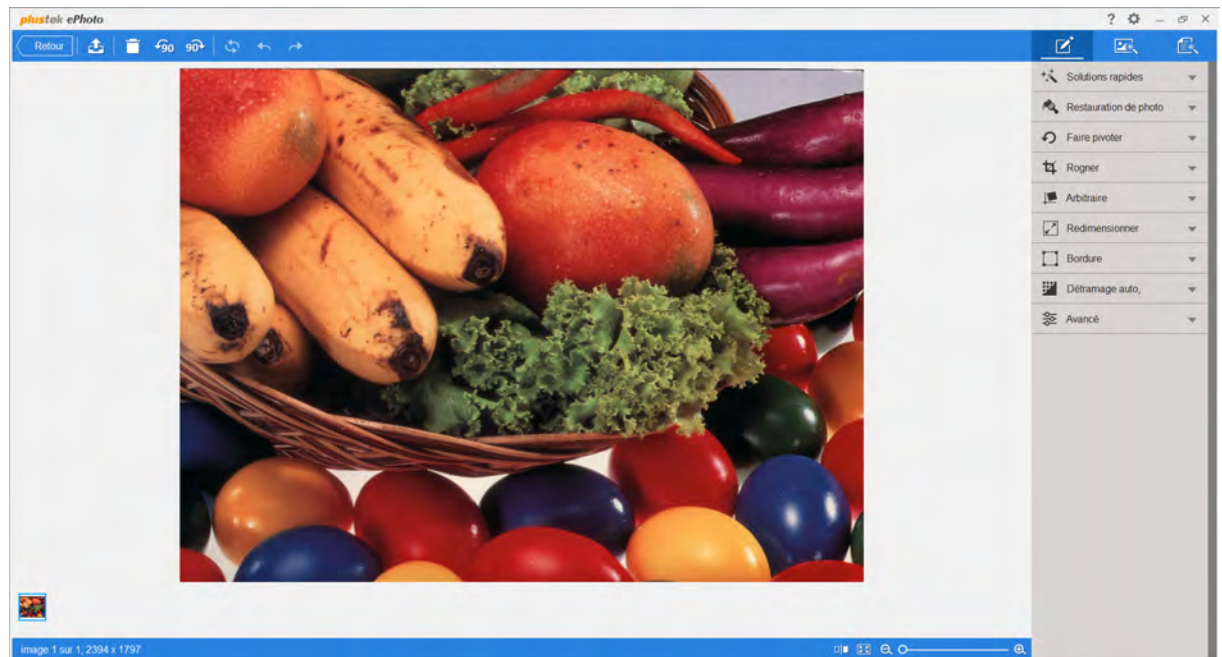 plustek ePhoto
?
Retour
90 90
Solutions rapides
Restauration de photo
Faire pivoter
Rogner
Arbitraire
Redimensionner
Bordure
Détramage auto,
Avancé
image 1 sur 1, 2394 x 1797